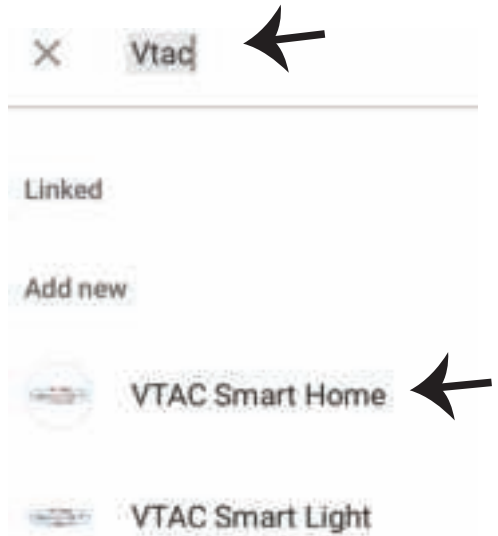 Vtac
Linked
Add new
VTAC Smart Home
VTAC Smart Light